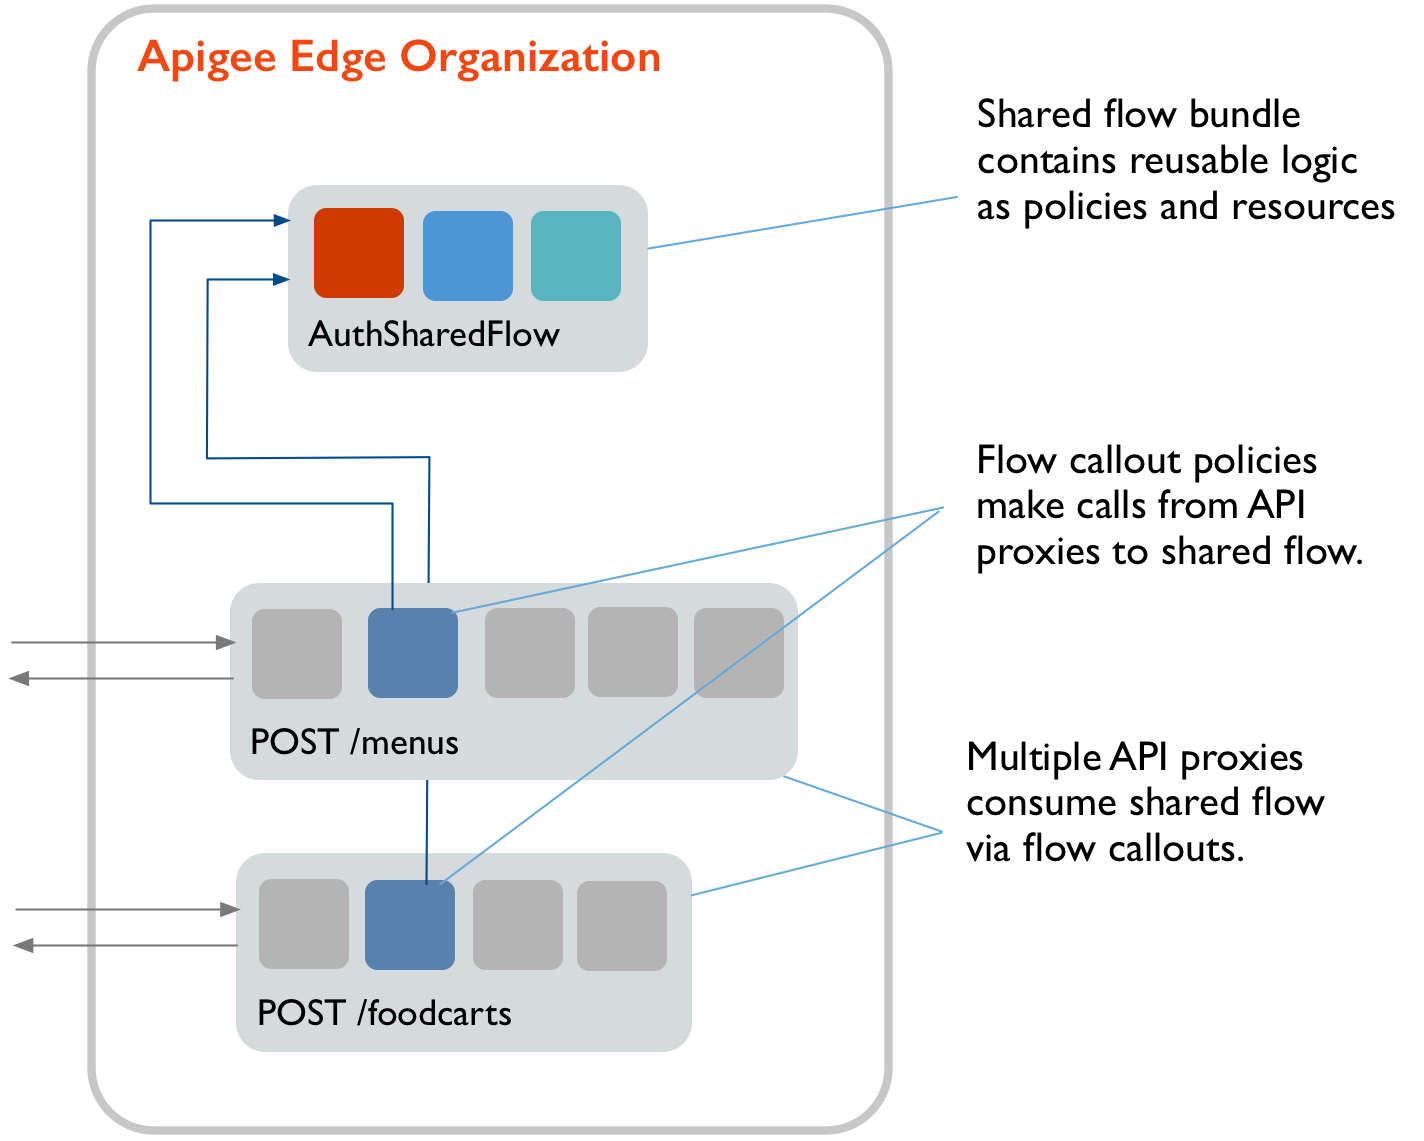 Apigee Edge Organization
Shared flow bundle
contains reusable logic
as policies and resources
AuthSharedFlow
Flow callout policies
make calls from API
proxies to shared flow.
POST /menus
Multiple API proxies
consume shared flow
via flow callouts.
POST /foodcarts